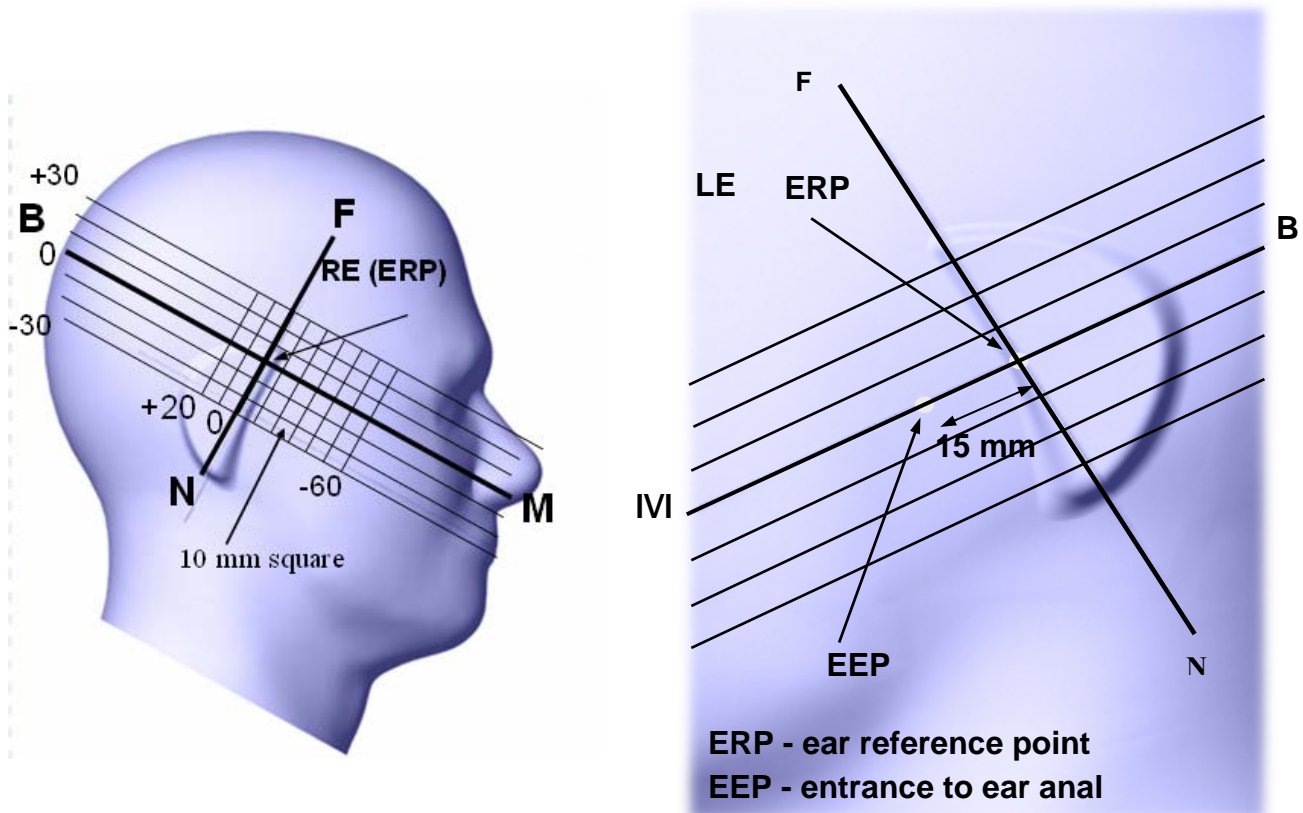 +30
B
0
-30
F
RE (ERP)
+20
0
N
-60
M
10 mm square
F
LE
ERP
B
15 mm
IVI
EEP
N
ERP - ear reference point
EEP - entrance to ear anal